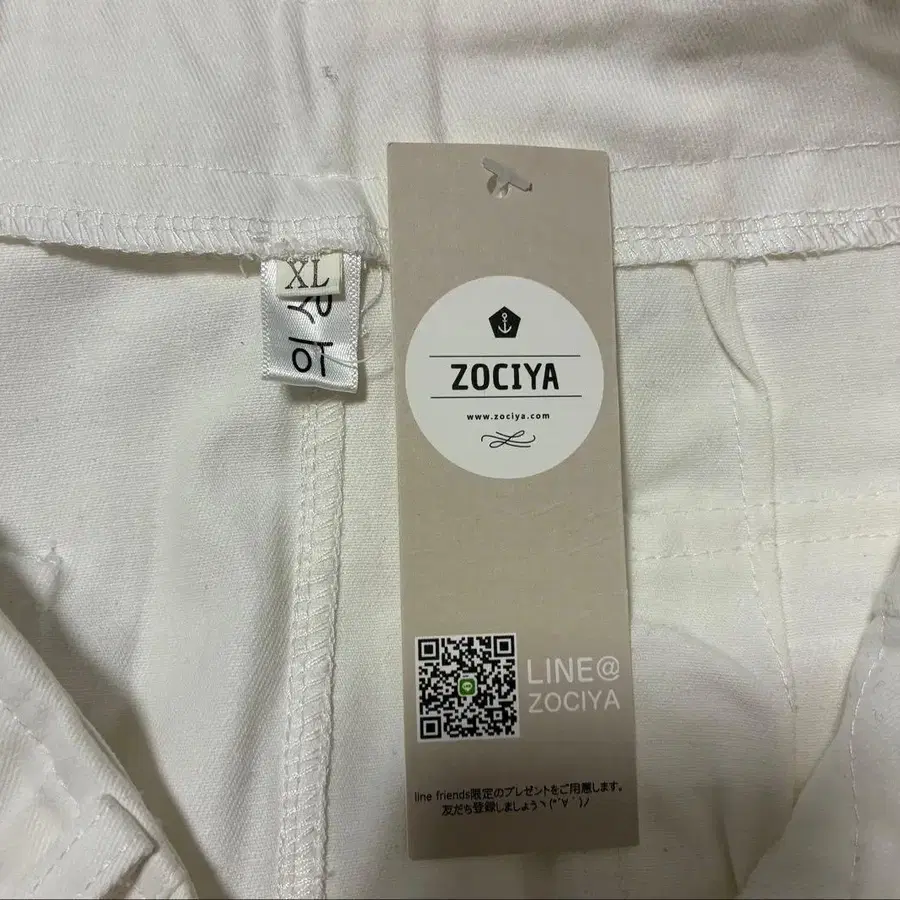 XL
ZOCIYA
www.zociya.com
LINE@
ZOCIYA
line friends限定のプレゼントをご用意します。
友だち登録しましょうヽ(*´∀`)ﾉ